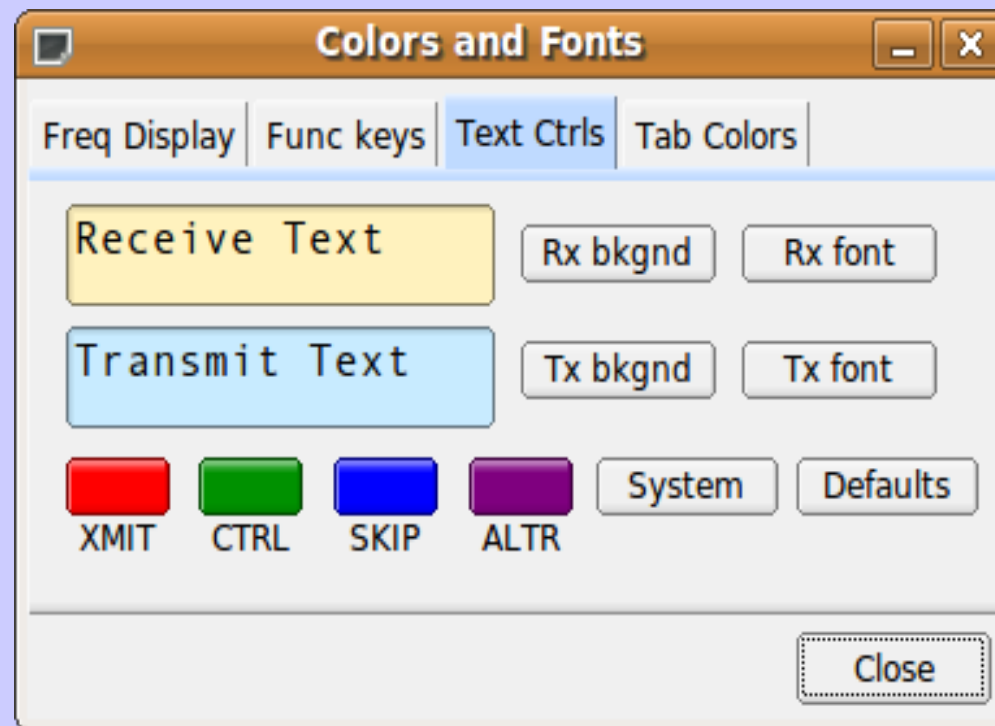 Colors and Fonts
Freq Display Func keys Text Ctrls Tab Colors
Receive Text Rx bkgnd Rx font
Transmit Text Tx bkgnd Tx font
System Defaults
XMIT CTRL SKIP ALTR
Close